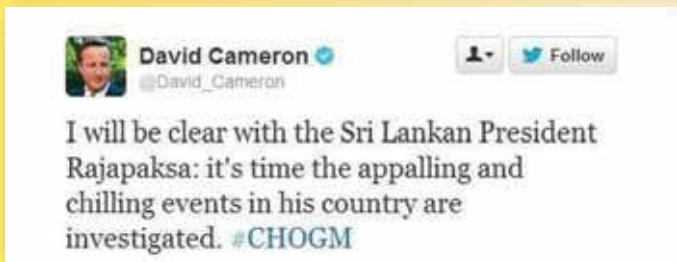 David Cameron
@David_Cameron
Follow
I will be clear with the Sri Lankan President
Rajapaksa: it's time the appalling and
chilling events in his country are
investigated. #CHOGM